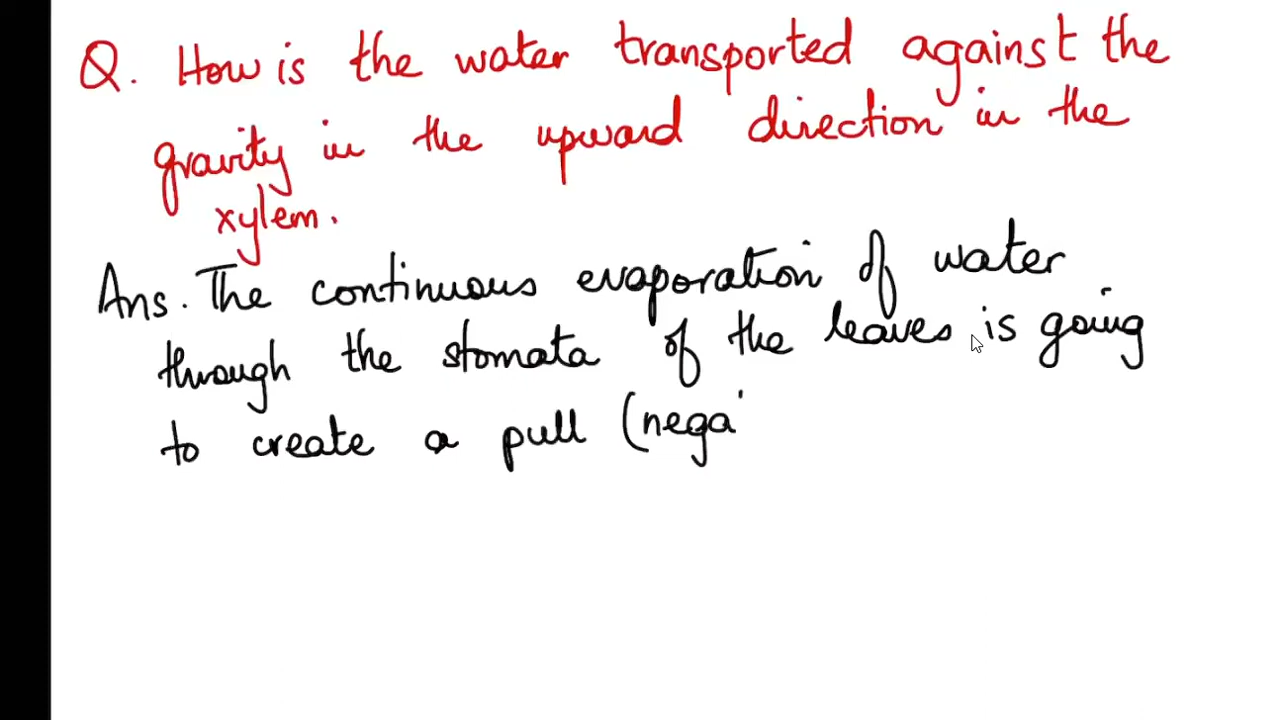 Q. How is the water transported against the
gravity in the upward direction in the
xylem.
Ans. The continuous evaporation of water
through the stomata of the leaves is going
to create a pull (nega